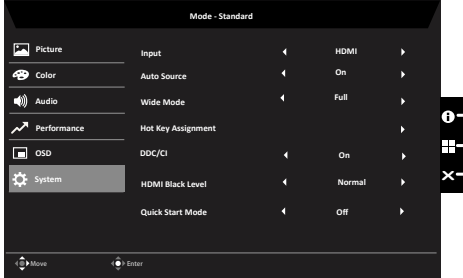 Mode - Standard
Picture
Color
Audio
Performance
OSD
System
Input HDMI
Auto Source On
Wide Mode Full
Hot Key Assignment
DDC/CI On
HDMI Black Level Normal
Quick Start Mode Off
Move Enter